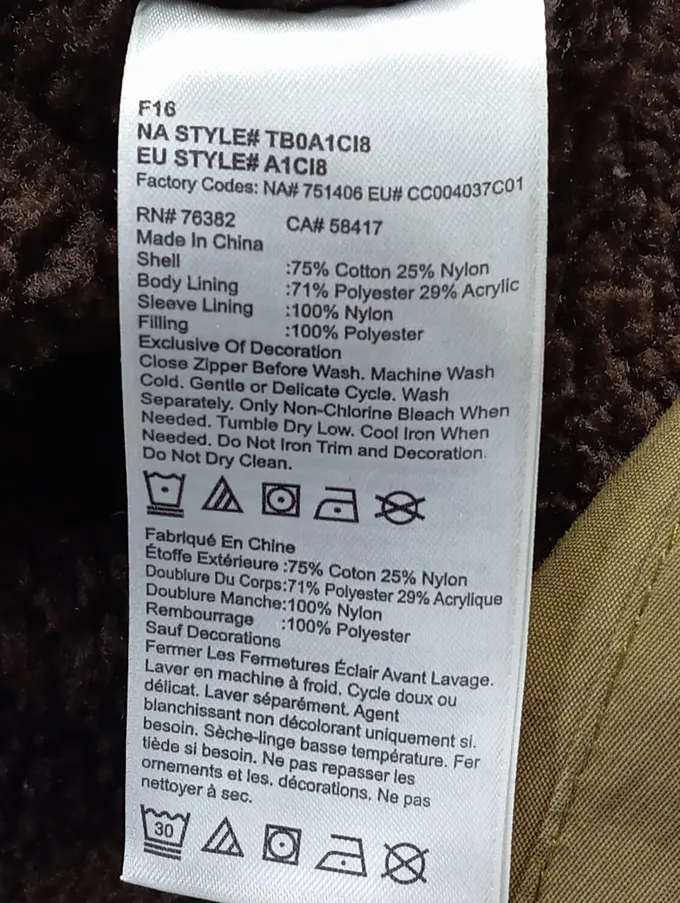 F16
NA STYLE# TB0A1CI8
EU STYLE# A1CI8
Factory Codes: NA# 751406 EU# CC004037C01
RN# 76382 CA# 58417
Made In China
Shell :75% Cotton 25% Nylon
Body Lining :71% Polyester 29% Acrylic
Sleeve Lining :100% Nylon
Filling :100% Polyester
Exclusive Of Decoration
Close Zipper Before Wash. Machine Wash
Cold. Gentle or Delicate Cycle. Wash
Separately. Only Non-Chlorine Bleach When
Needed. Tumble Dry Low. Cool Iron When
Needed. Do Not Iron Trim and Decoration.
Do Not Dry Clean.
Fabriqué En Chine
Étoffe Extérieure :75% Coton 25% Nylon
Doublure Du Corps:71% Polyester 29% Acrylique
Doublure Manche:100% Nylon
Rembourrage :100% Polyester
Sauf Decorations
Fermer Les Fermetures Éclair Avant Lavage.
Laver en machine à froid. Cycle doux ou
délicat. Laver séparément. Agent
blanchissant non décolorant uniquement si.
besoin. Sèche-linge basse température. Fer
tiède si besoin. Ne pas repasser les
ornements et les. décorations. Ne pas
nettoyer à sec.
30